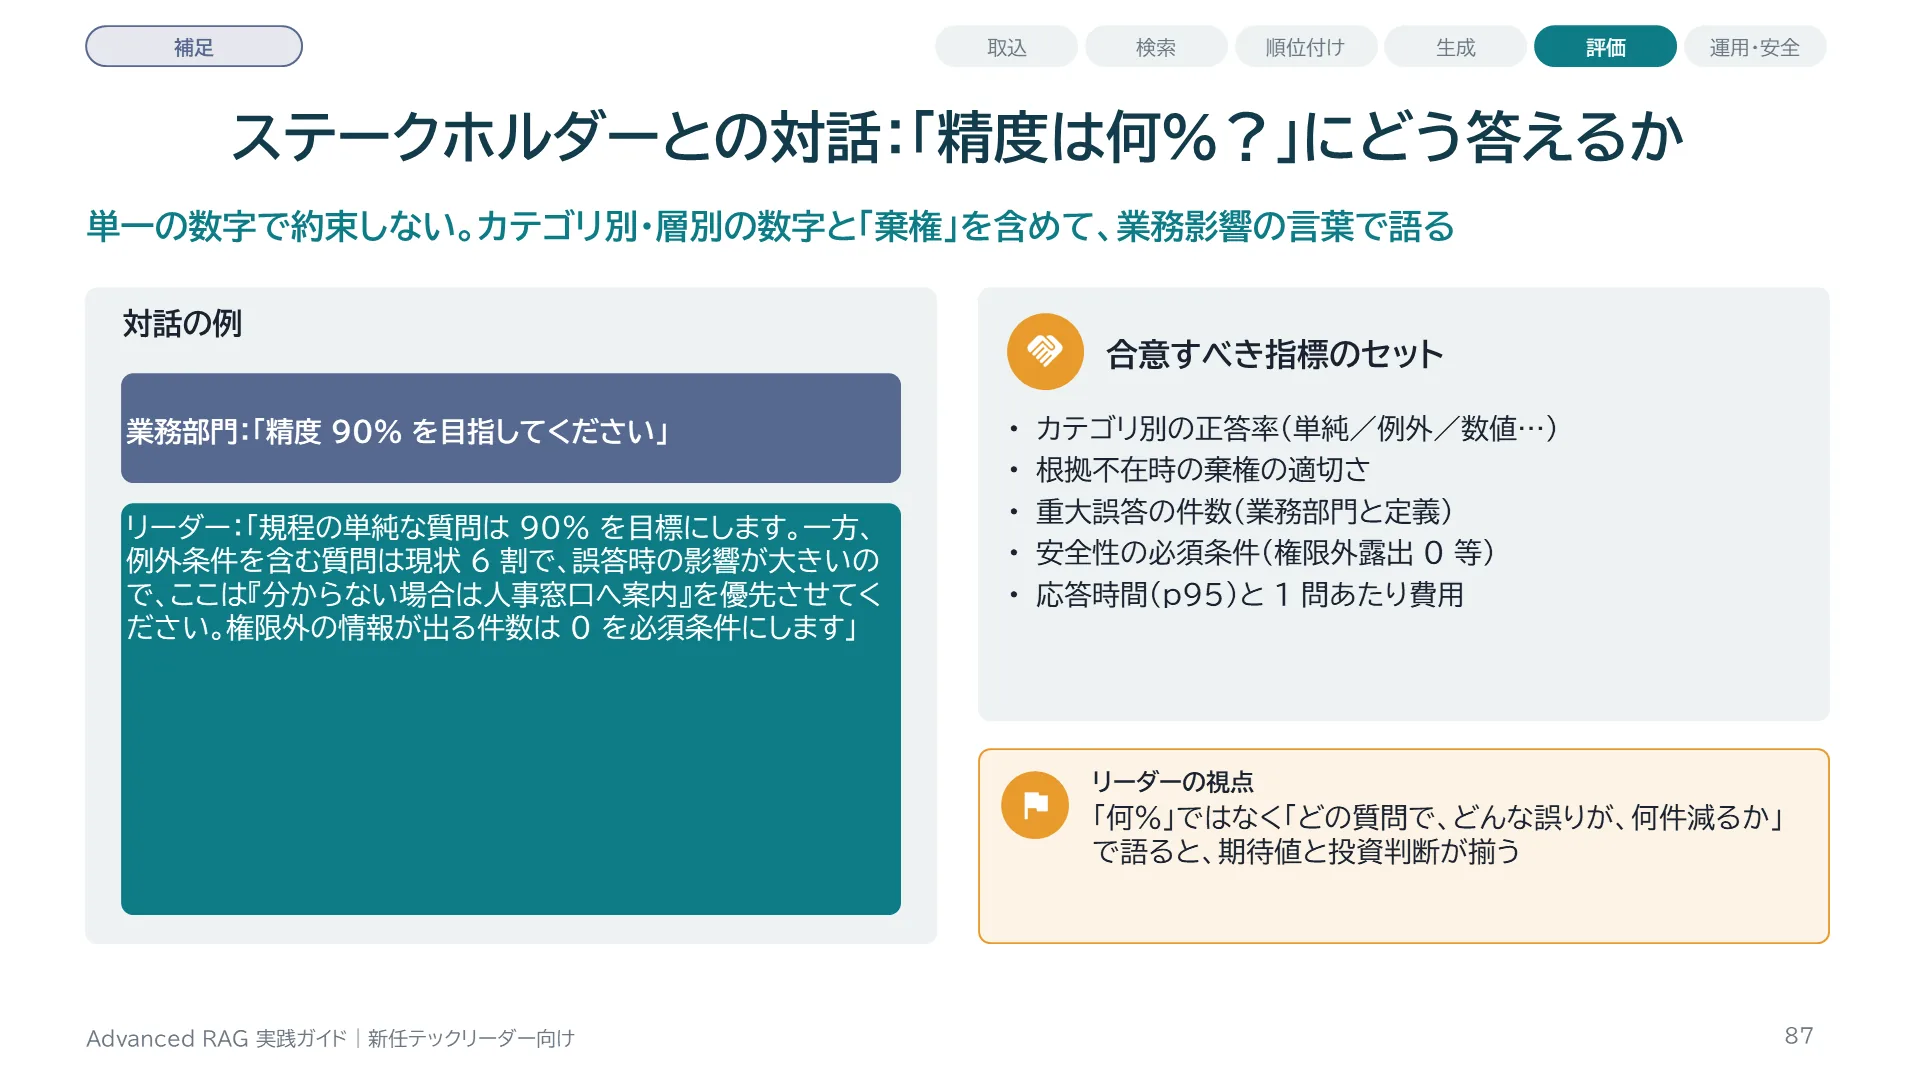 補足
取込
検索
順位付け
生成
評価
運用・安全
ステークホルダーとの対話：「精度は何％？」にどう答えるか
単一の数字で約束しない。カテゴリ別・層別の数字と「棄権」を含めて、業務影響の言葉で語る
対話の例
業務部門：「精度 90% を目指してください」
リーダー：「規程の単純な質問は 90% を目標にします。一方、
例外条件を含む質問は現状 6 割で、誤答時の影響が大きいの
で、ここは『分からない場合は人事窓口へ案内』を優先させてく
ださい。権限外の情報が出る件数は 0 を必須条件にします」
合意すべき指標のセット
• カテゴリ別の正答率（単純／例外／数値…）
• 根拠不在時の棄権の適切さ
• 重大誤答の件数（業務部門と定義）
• 安全性の必須条件（権限外露出 0 等）
• 応答時間（p95）と 1 問あたり費用
リーダーの視点
「何％」ではなく「どの質問で、どんな誤りが、何件減るか」
で語ると、期待値と投資判断が揃う
Advanced RAG 実践ガイド｜新任テックリーダー向け
87